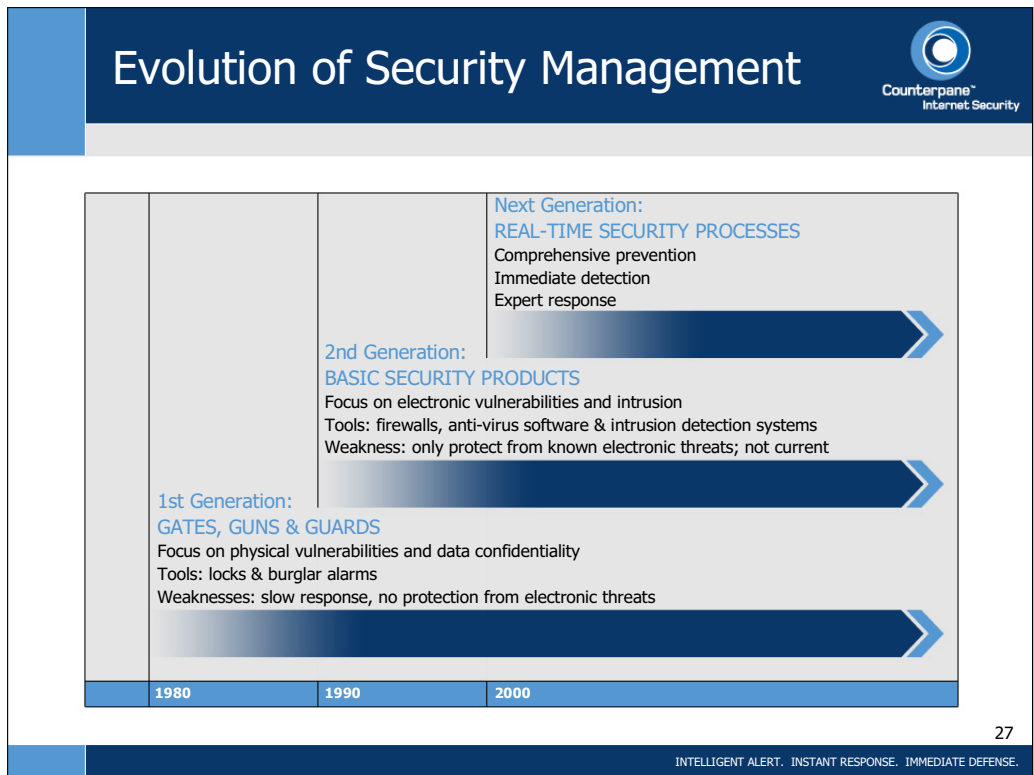 Evolution of Security Management
Counterpane™
Internet Security
Next Generation:
REAL-TIME SECURITY PROCESSES
Comprehensive prevention
Immediate detection
Expert response
2nd Generation:
BASIC SECURITY PRODUCTS
Focus on electronic vulnerabilities and intrusion
Tools: firewalls, anti-virus software & intrusion detection systems
Weakness: only protect from known electronic threats; not current
1st Generation:
GATES, GUNS & GUARDS
Focus on physical vulnerabilities and data confidentiality
Tools: locks & burglar alarms
Weaknesses: slow response, no protection from electronic threats
1980 1990 2000
27
INTELLIGENT ALERT. INSTANT RESPONSE. IMMEDIATE DEFENSE.